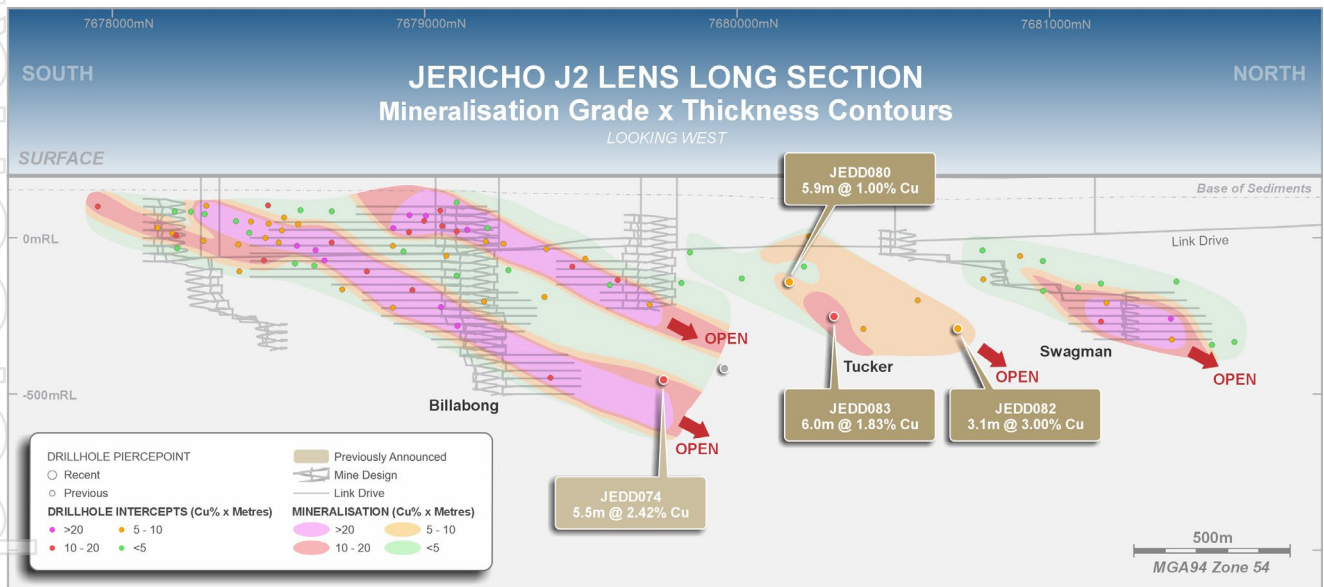 7678000mN
7679000mN
7680000mN
7681000mN
SOUTH
JERICHO J2 LENS LONG SECTION
NORTH
Mineralisation Grade x Thickness Contours
LOOKING WEST
SURFACE
JEDD080
5.9m @ 1.00% Cu
Base of Sediments
0mRL
Link Drive
OPEN
Tucker
Swagman
OPEN
OPEN
-500mRL
Billabong
JEDD083
6.0m @ 1.83% Cu
JEDD082
3.1m @ 3.00% Cu
OPEN
JEDD074
5.5m @ 2.42% Cu
DRILLHOLE PIERCEPOINT
Recent
Previous
DRILLHOLE INTERCEPTS (Cu% x Metres)
>20
5 - 10
10 - 20
<5
Previously Announced
Mine Design
Link Drive
MINERALISATION (Cu% x Metres)
>20
5 - 10
10 - 20
<5
500m
MGA94 Zone 54